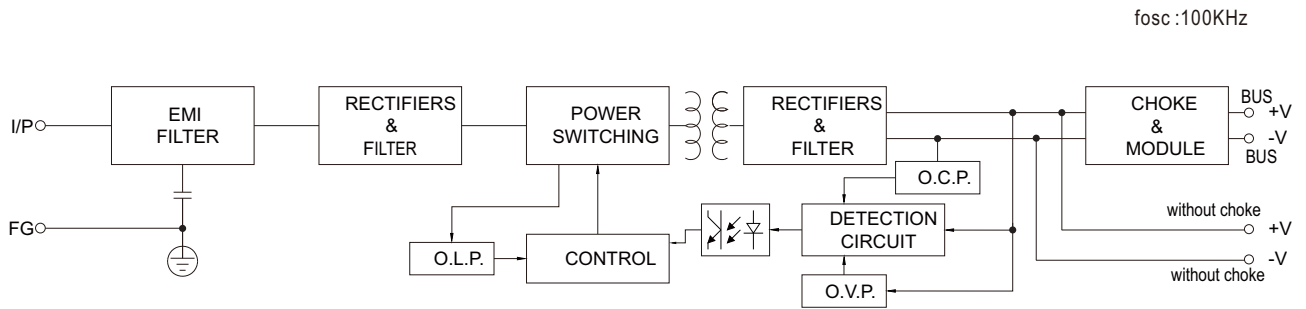 fosc :100KHz
I/P
EMI
FILTER
RECTIFIERS
&
FILTER
POWER
SWITCHING
RECTIFIERS
&
FILTER
CHOKE
&
MODULE
BUS
+V
-V
BUS
O.C.P.
FG
O.L.P.
CONTROL
DETECTION
CIRCUIT
O.V.P.
without choke
+V
-V
without choke